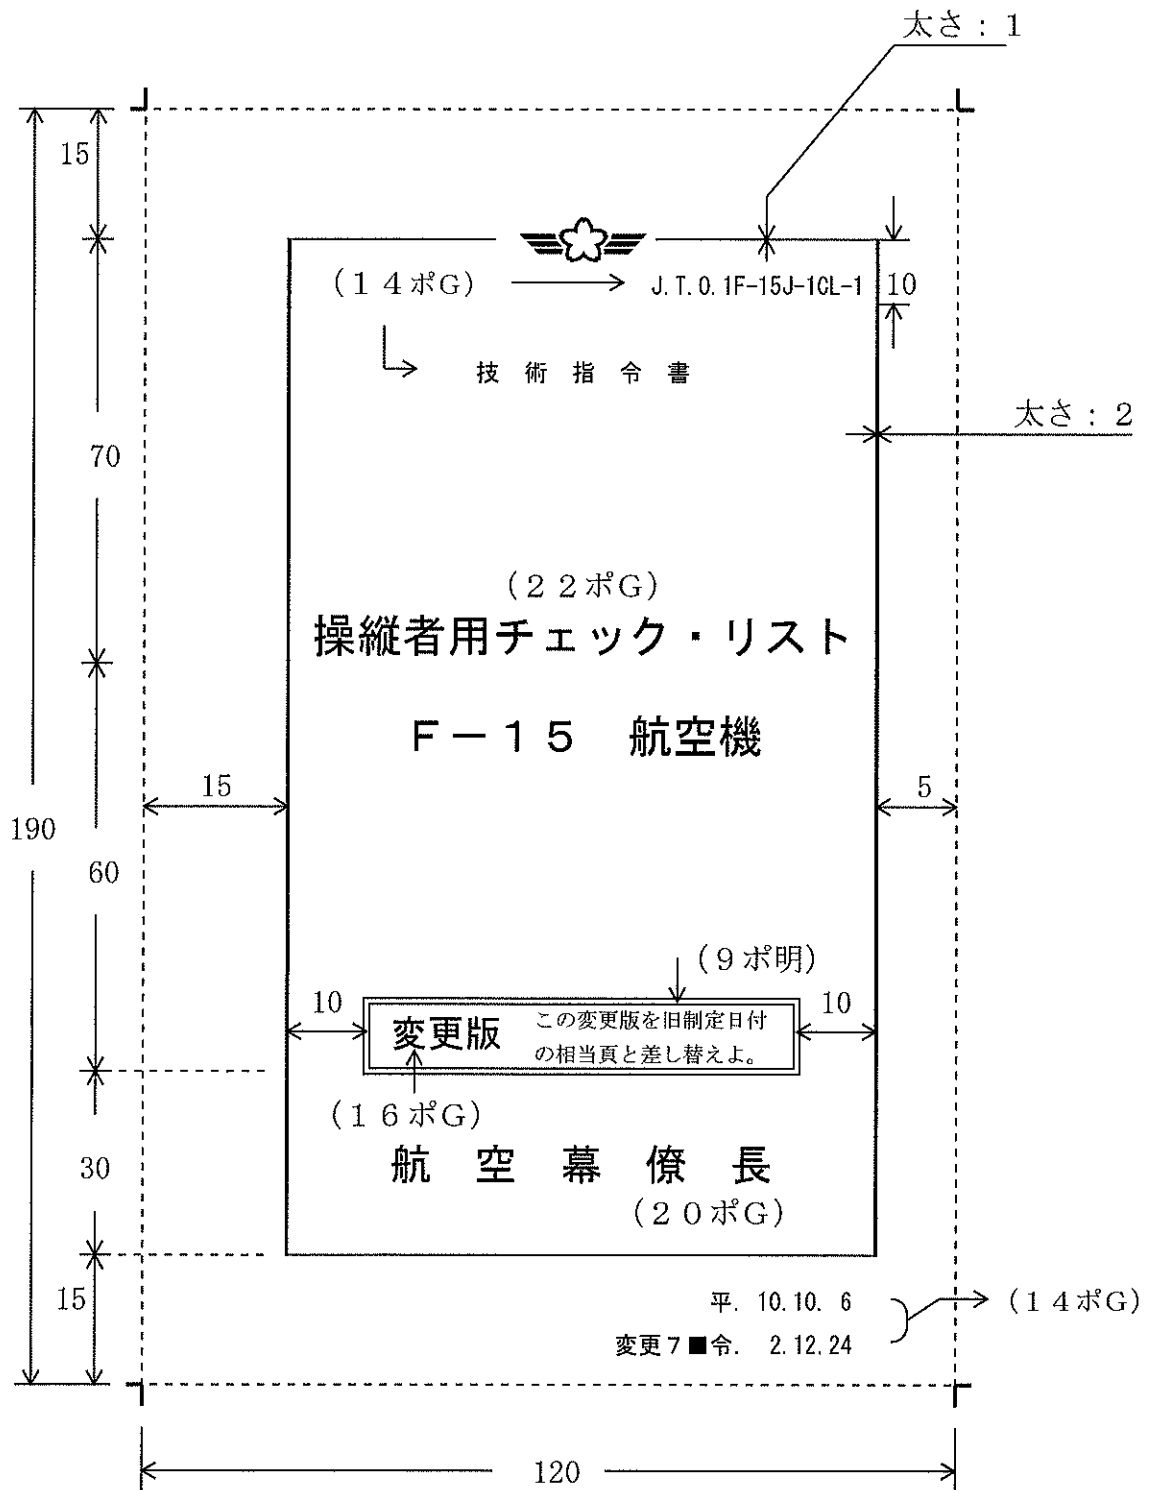 太さ：1
15
(14ポG)
J.T.O.1F-15J-1CL-1
10
技術指令書
70
太さ：2
(22ポG)
操縦者用チェック・リスト
F－15 航空機
15
5
190
60
(9ポ明)
10
変更版
この変更版を旧制定日付
の相当頁と差し替えよ。
10
(16ポG)
30
航空幕僚長
(20ポG)
15
平. 10.10. 6
(14ポG)
変更7■令. 2.12.24
120